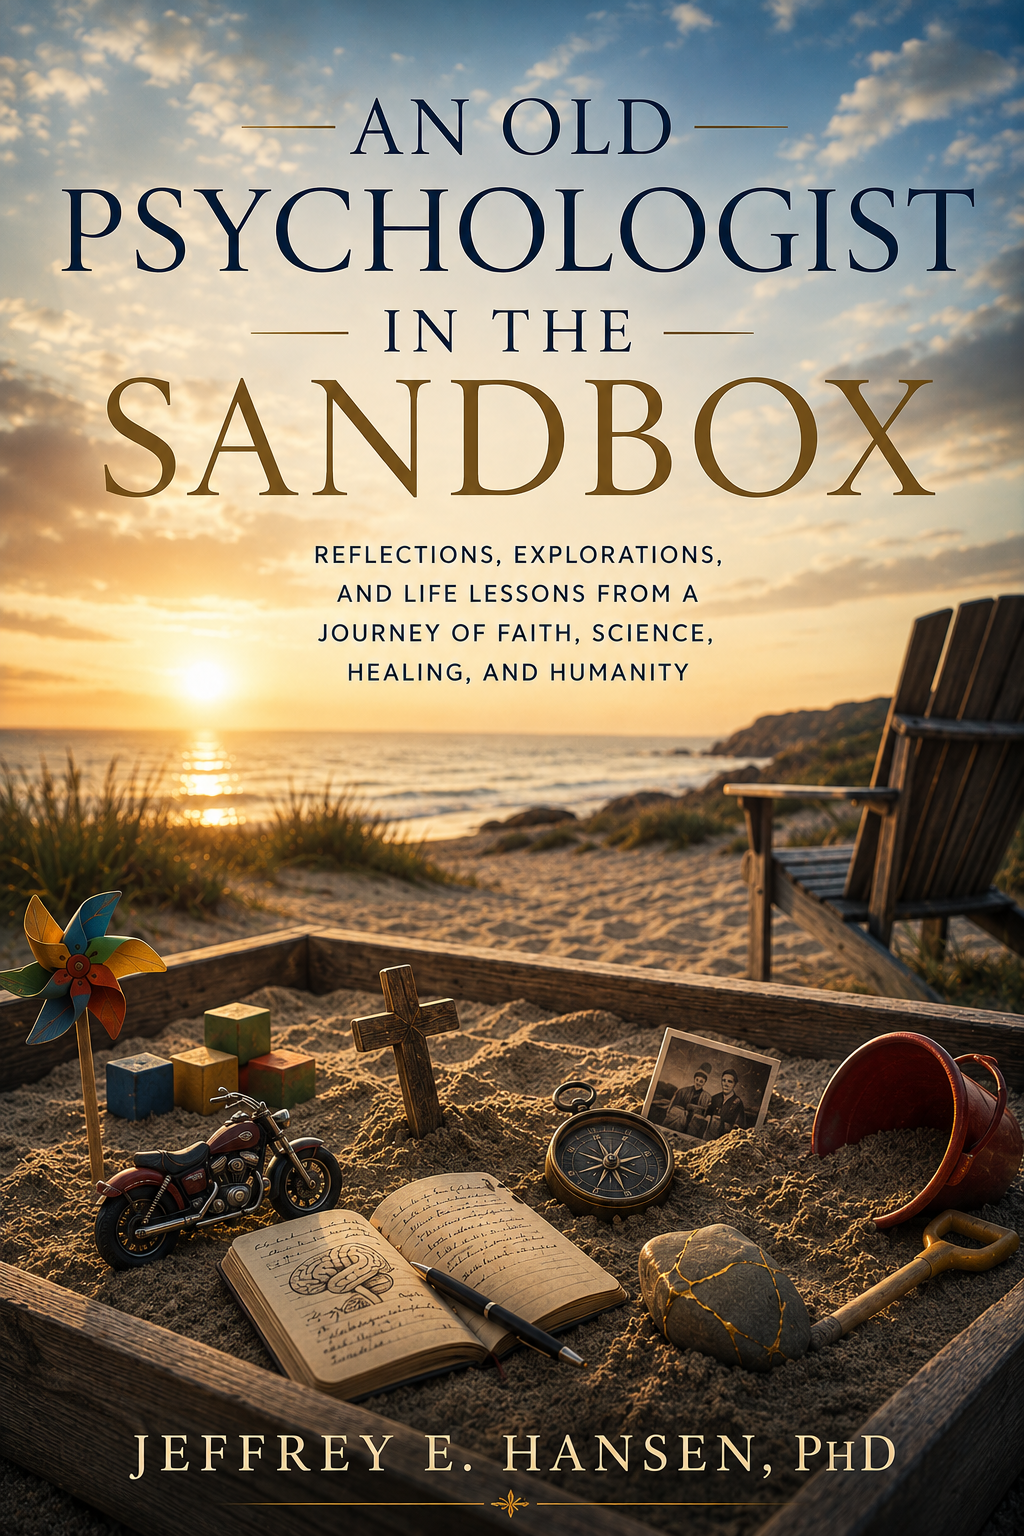 AN OLD
PSYCHOLOGIST
IN THE
SANDBOX
REFLECTIONS, EXPLORATIONS,
AND LIFE LESSONS FROM A
JOURNEY OF FAITH, SCIENCE,
HEALING, AND HUMANITY
JEFFREY E. HANSEN, PHD